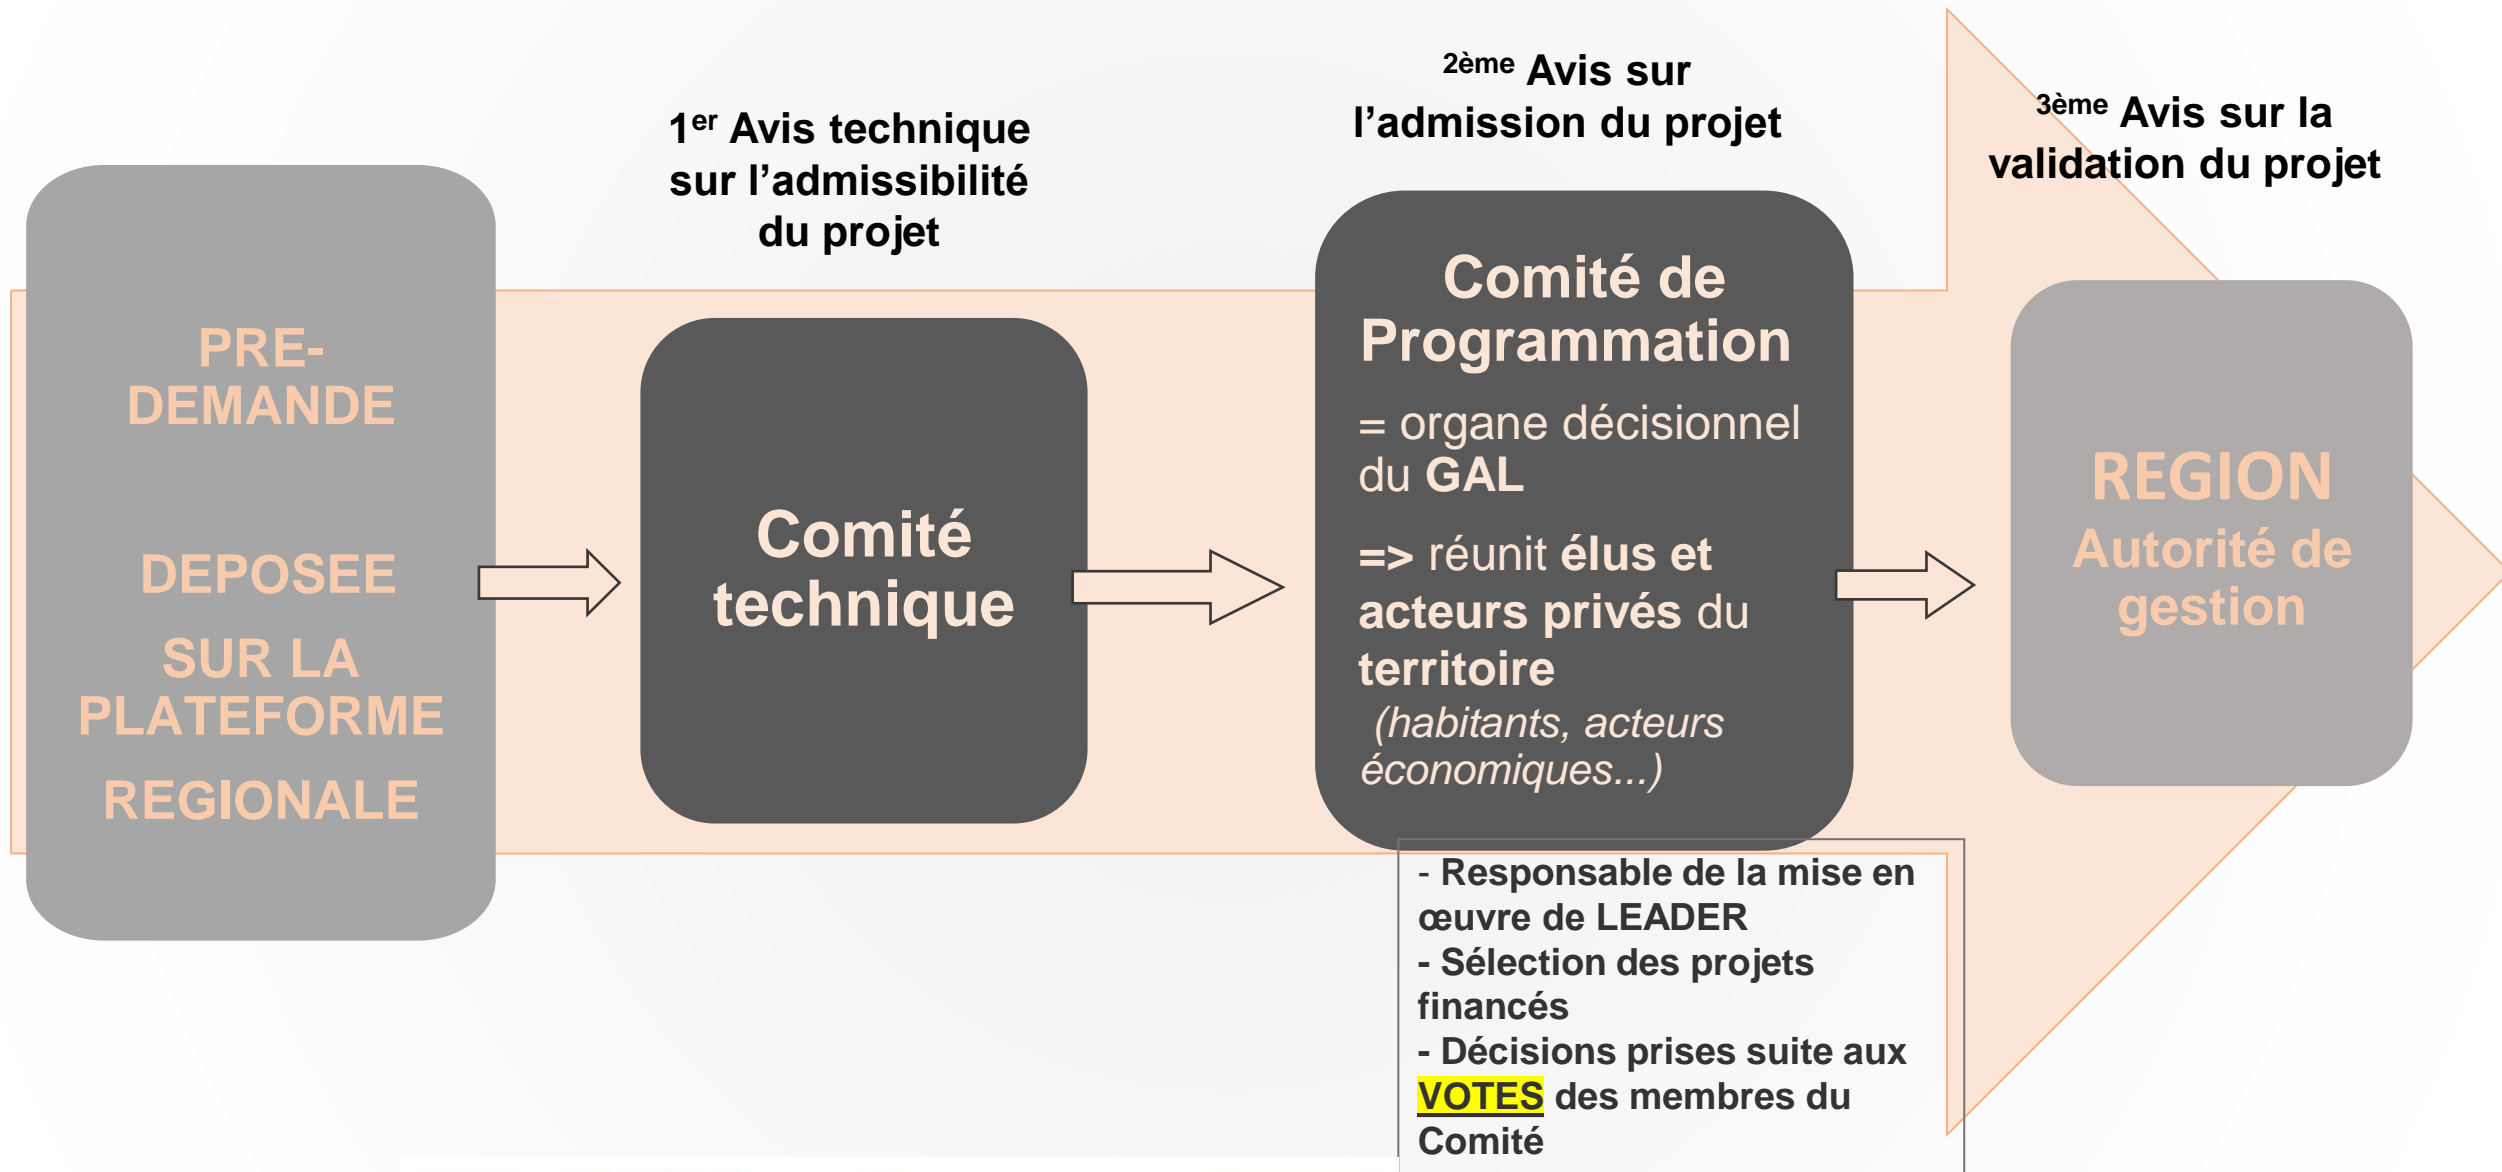 PRE-
DEMANDE
DEPOSEE
SUR LA
PLATEFORME
REGIONALE
1er Avis technique
sur l’admissibilité
du projet
Comité
technique
2ème Avis sur
l’admission du projet
Comité de
Programmation
= organe décisionnel
du GAL
=> réunit élus et
acteurs privés du
territoire
(habitants, acteurs
économiques...)
- Responsable de la mise en
œuvre de LEADER
- Sélection des projets
financés
- Décisions prises suite aux
VOTES des membres du
Comité
3ème Avis sur la
validation du projet
REGION
Autorité de
gestion